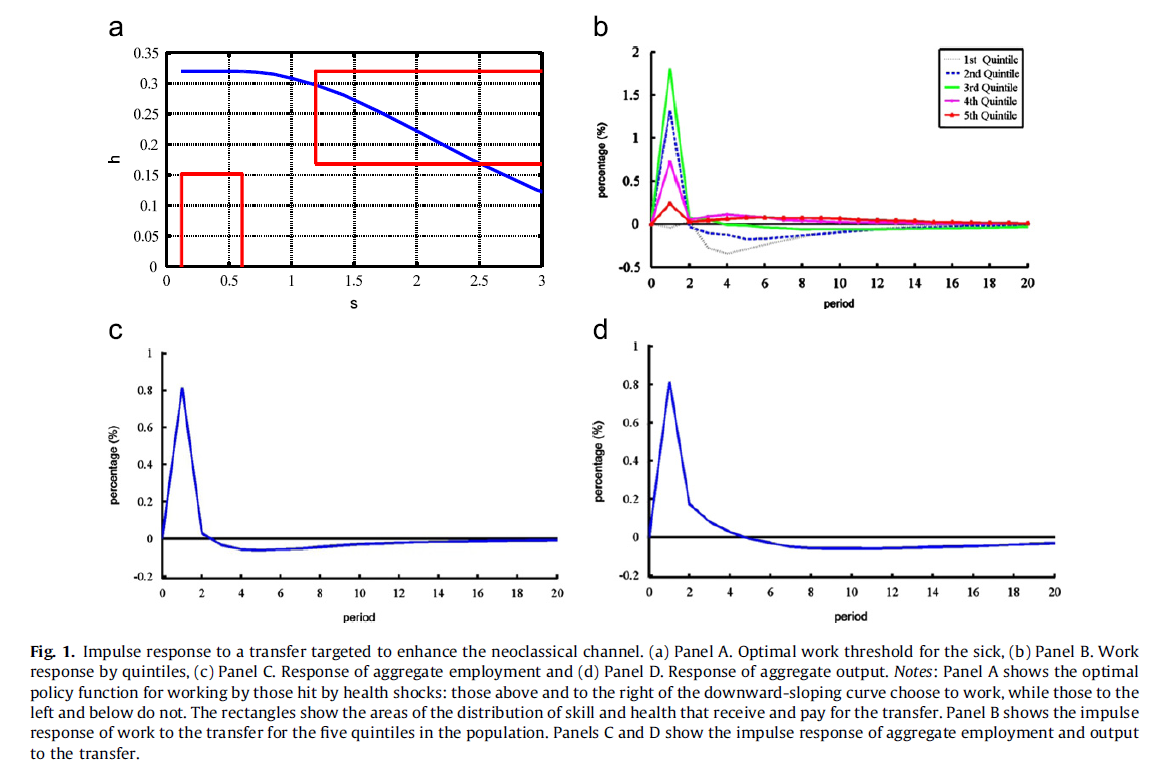 a
h
0.35
0.3
0.25
0.2
0.15
0.1
0.05
0
0 0.5 1 1.5 2 2.5 3
s
b
percentage (%)
2
1.5
1
0.5
0
-0.5
1st Quintile
2nd Quintile
3rd Quintile
4th Quintile
5th Quintile
0 2 4 6 8 10 12 14 16 18 20
period
c
percentage (%)
1
0.8
0.6
0.4
0.2
0
-0.2
0 2 4 6 8 10 12 14 16 18 20
period
d
percentage (%)
1
0.8
0.6
0.4
0.2
0
-0.2
0 2 4 6 8 10 12 14 16 18 20
period
Fig. 1. Impulse response to a transfer targeted to enhance the neoclassical channel. (a) Panel A. Optimal work threshold for the sick, (b) Panel B. Work
response by quintiles, (c) Panel C. Response of aggregate employment and (d) Panel D. Response of aggregate output. Notes: Panel A shows the optimal
policy function for working by those hit by health shocks: those above and to the right of the downward-sloping curve choose to work, while those to the
left and below do not. The rectangles show the areas of the distribution of skill and health that receive and pay for the transfer. Panel B shows the impulse
response of work to the transfer for the five quintiles in the population. Panels C and D show the impulse response of aggregate employment and output
to the transfer.